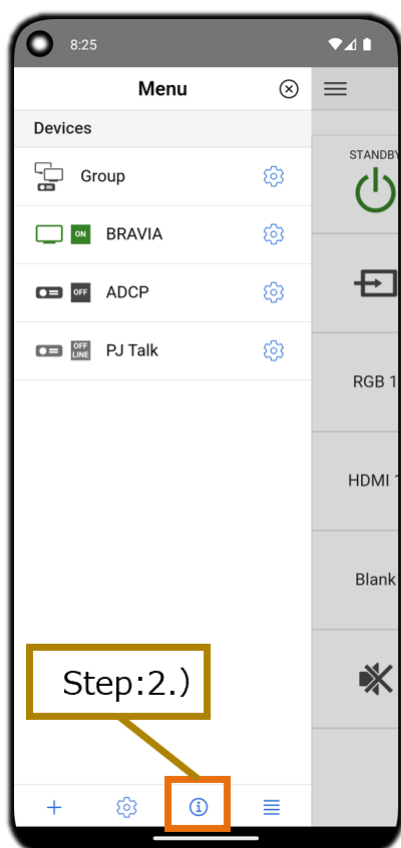 8:25
Menu
Devices
Group
ON BRAVIA
OFF ADCP
OFF LINE PJ Talk
STANDBY
RGB 1
HDMI 1
Blank
Step:2.)